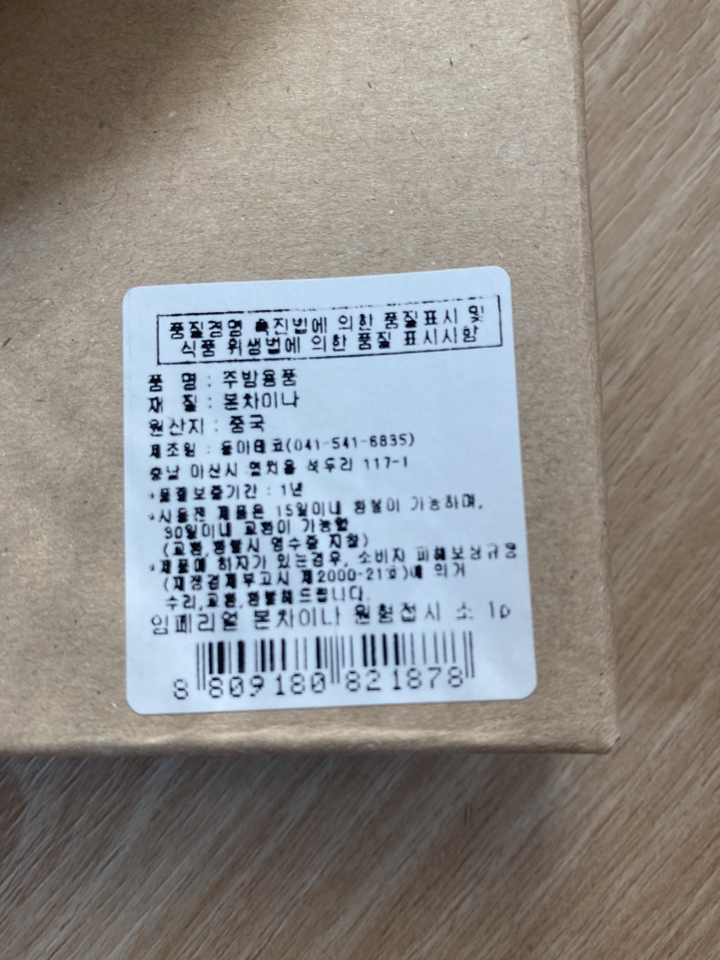 품질경영 촉진법에 의한 품질표시 및
식품 위생법에 의한 품질 표시사항
품 명 : 주방용품
재 질 : 본차이나
원산지 : 중국
제조원 : 동아테크(041-541-6835)
충남 아산시 염치읍 석두리 117-1
*품질보증기간 : 1년
*사용전 제품은 15일이내 환불이 가능하며,
30일이내 교환이 가능함
(교환,환불시 영수증 지참)
*제품에 하자가 있는경우, 소비자 피해보상규정
(재정경제부고시 제2000-21호)에 의거
수리,교환,환불해드립니다.
임페리얼 본차이나 원형접시 소 1p
8 809180 821878